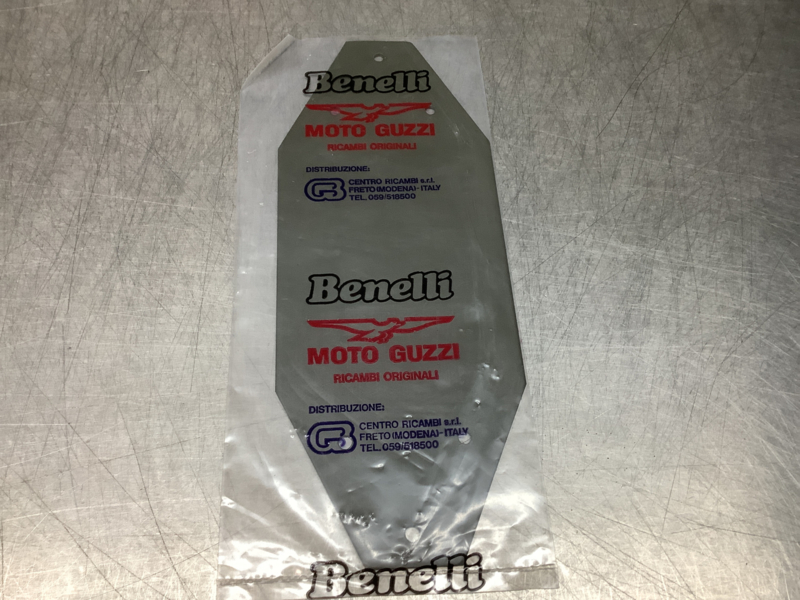 Benelli
MOTO GUZZI
RICAMBI ORIGINALI
DISTRIBUZIONE:
CENTRO RICAMBI s.r.l.
FRETO (MODENA) - ITALY
TEL. 059/518500
Benelli
MOTO GUZZI
RICAMBI ORIGINALI
DISTRIBUZIONE:
CENTRO RICAMBI s.r.l.
FRETO (MODENA) - ITALY
TEL. 059/518500
Benelli